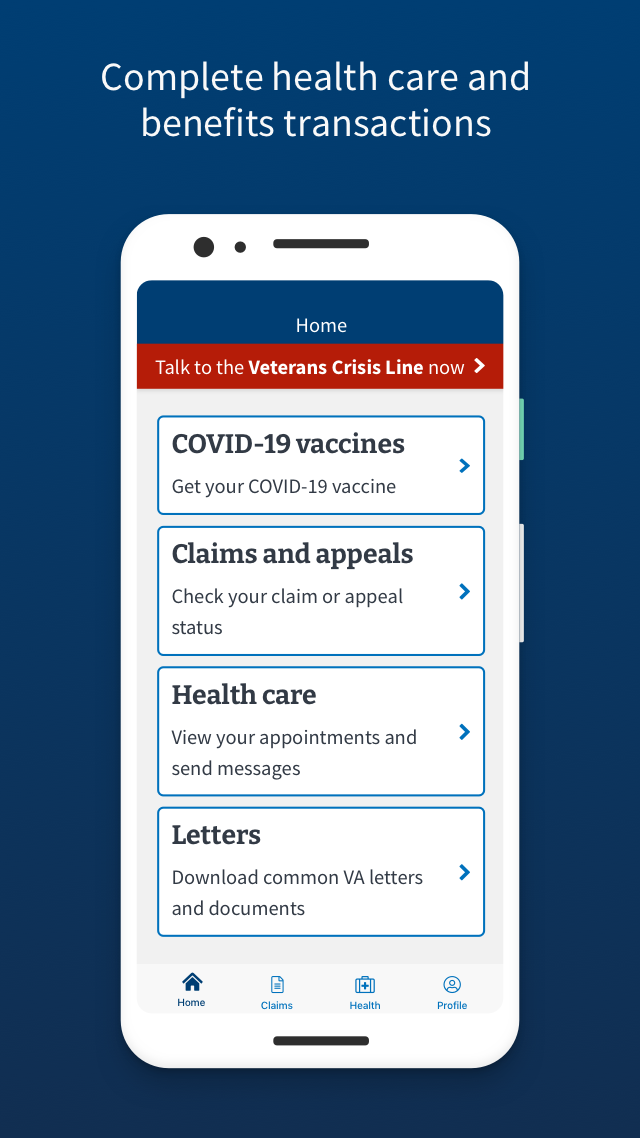 Complete health care and
benefits transactions
Home
Talk to the Veterans Crisis Line now
COVID-19 vaccines
Get your COVID-19 vaccine
Claims and appeals
Check your claim or appeal
status
Health care
View your appointments and
send messages
Letters
Download common VA letters
and documents
Home
Claims
Health
Profile